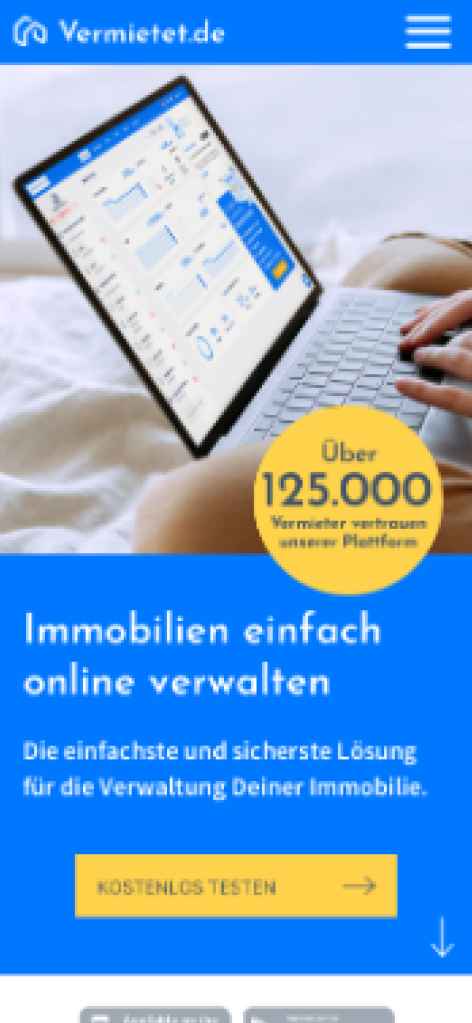 Vermietet.de
Über
125.000
Vermieter vertrauen
unserer Plattform
Immobilien einfach
online verwalten
Die einfachste und sicherste Lösung
für die Verwaltung Deiner Immobilie.
KOSTENLOS TESTEN